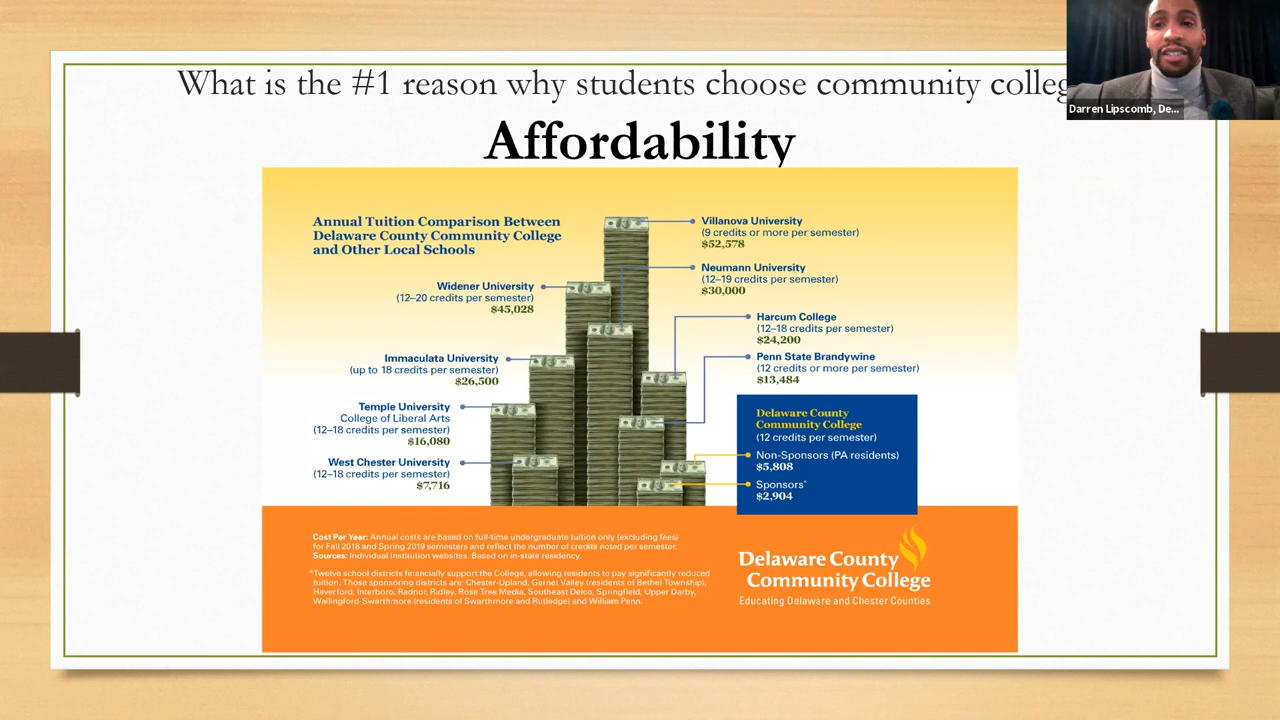 What is the #1 reason why students choose community colleg
Affordability
Darren Lipscomb, De...
Annual Tuition Comparison Between
Delaware County Community College
and Other Local Schools
Villanova University
(9 credits or more per semester)
$52,578
Neumann University
(12–19 credits per semester)
$30,000
Widener University
(12–20 credits per semester)
$45,028
Harcum College
(12–18 credits per semester)
$24,200
Immaculata University
(up to 18 credits per semester)
$26,500
Penn State Brandywine
(12 credits or more per semester)
$13,484
Temple University
College of Liberal Arts
(12–18 credits per semester)
$16,080
West Chester University
(12–18 credits per semester)
$7,716
Delaware County
Community College
(12 credits per semester)
Non-Sponsors (PA residents)
$5,808
Sponsors*
$2,904
Cost Per Year: Annual costs are based on full-time undergraduate tuition only (excluding fees)
for Fall 2018 and Spring 2019 semesters and reflect the number of credits noted per semester.
Sources: Individual institution websites. Based on in-state residency.
*Twelve school districts financially support the College, allowing residents to pay significantly reduced
tuition. Those sponsoring districts are: Chester-Upland, Garnet Valley (residents of Bethel Township),
Haverford, Interboro, Radnor, Ridley, Rose Tree Media, Southeast Delco, Springfield, Upper Darby,
Wallingford-Swarthmore (residents of Swarthmore and Rutledge) and William Penn.
Delaware County
Community College
Educating Delaware and Chester Counties